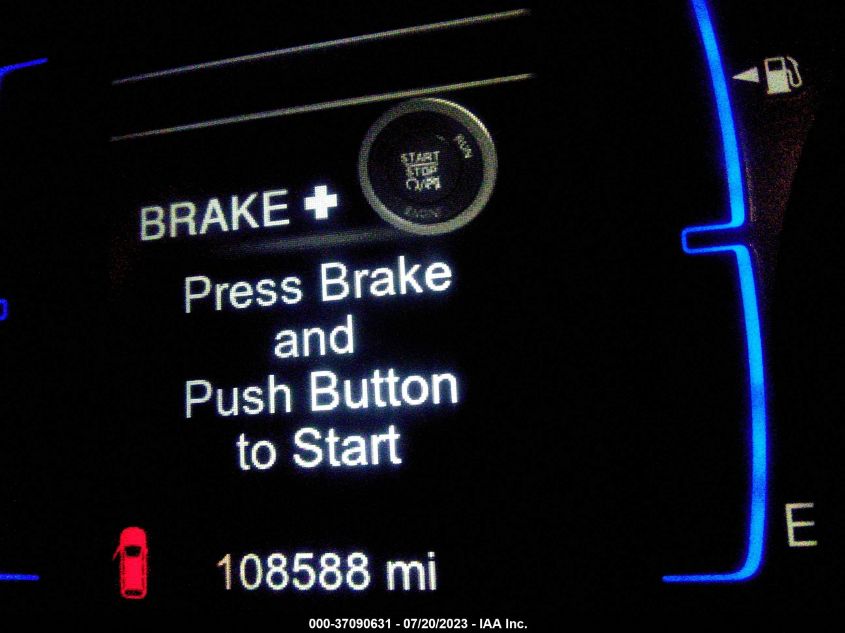 START
STOP
RUN
ENGINE
BRAKE +
Press Brake
and
Push Button
to Start
E
108588 mi
000-37090631 - 07/20/2023 - IAA Inc.